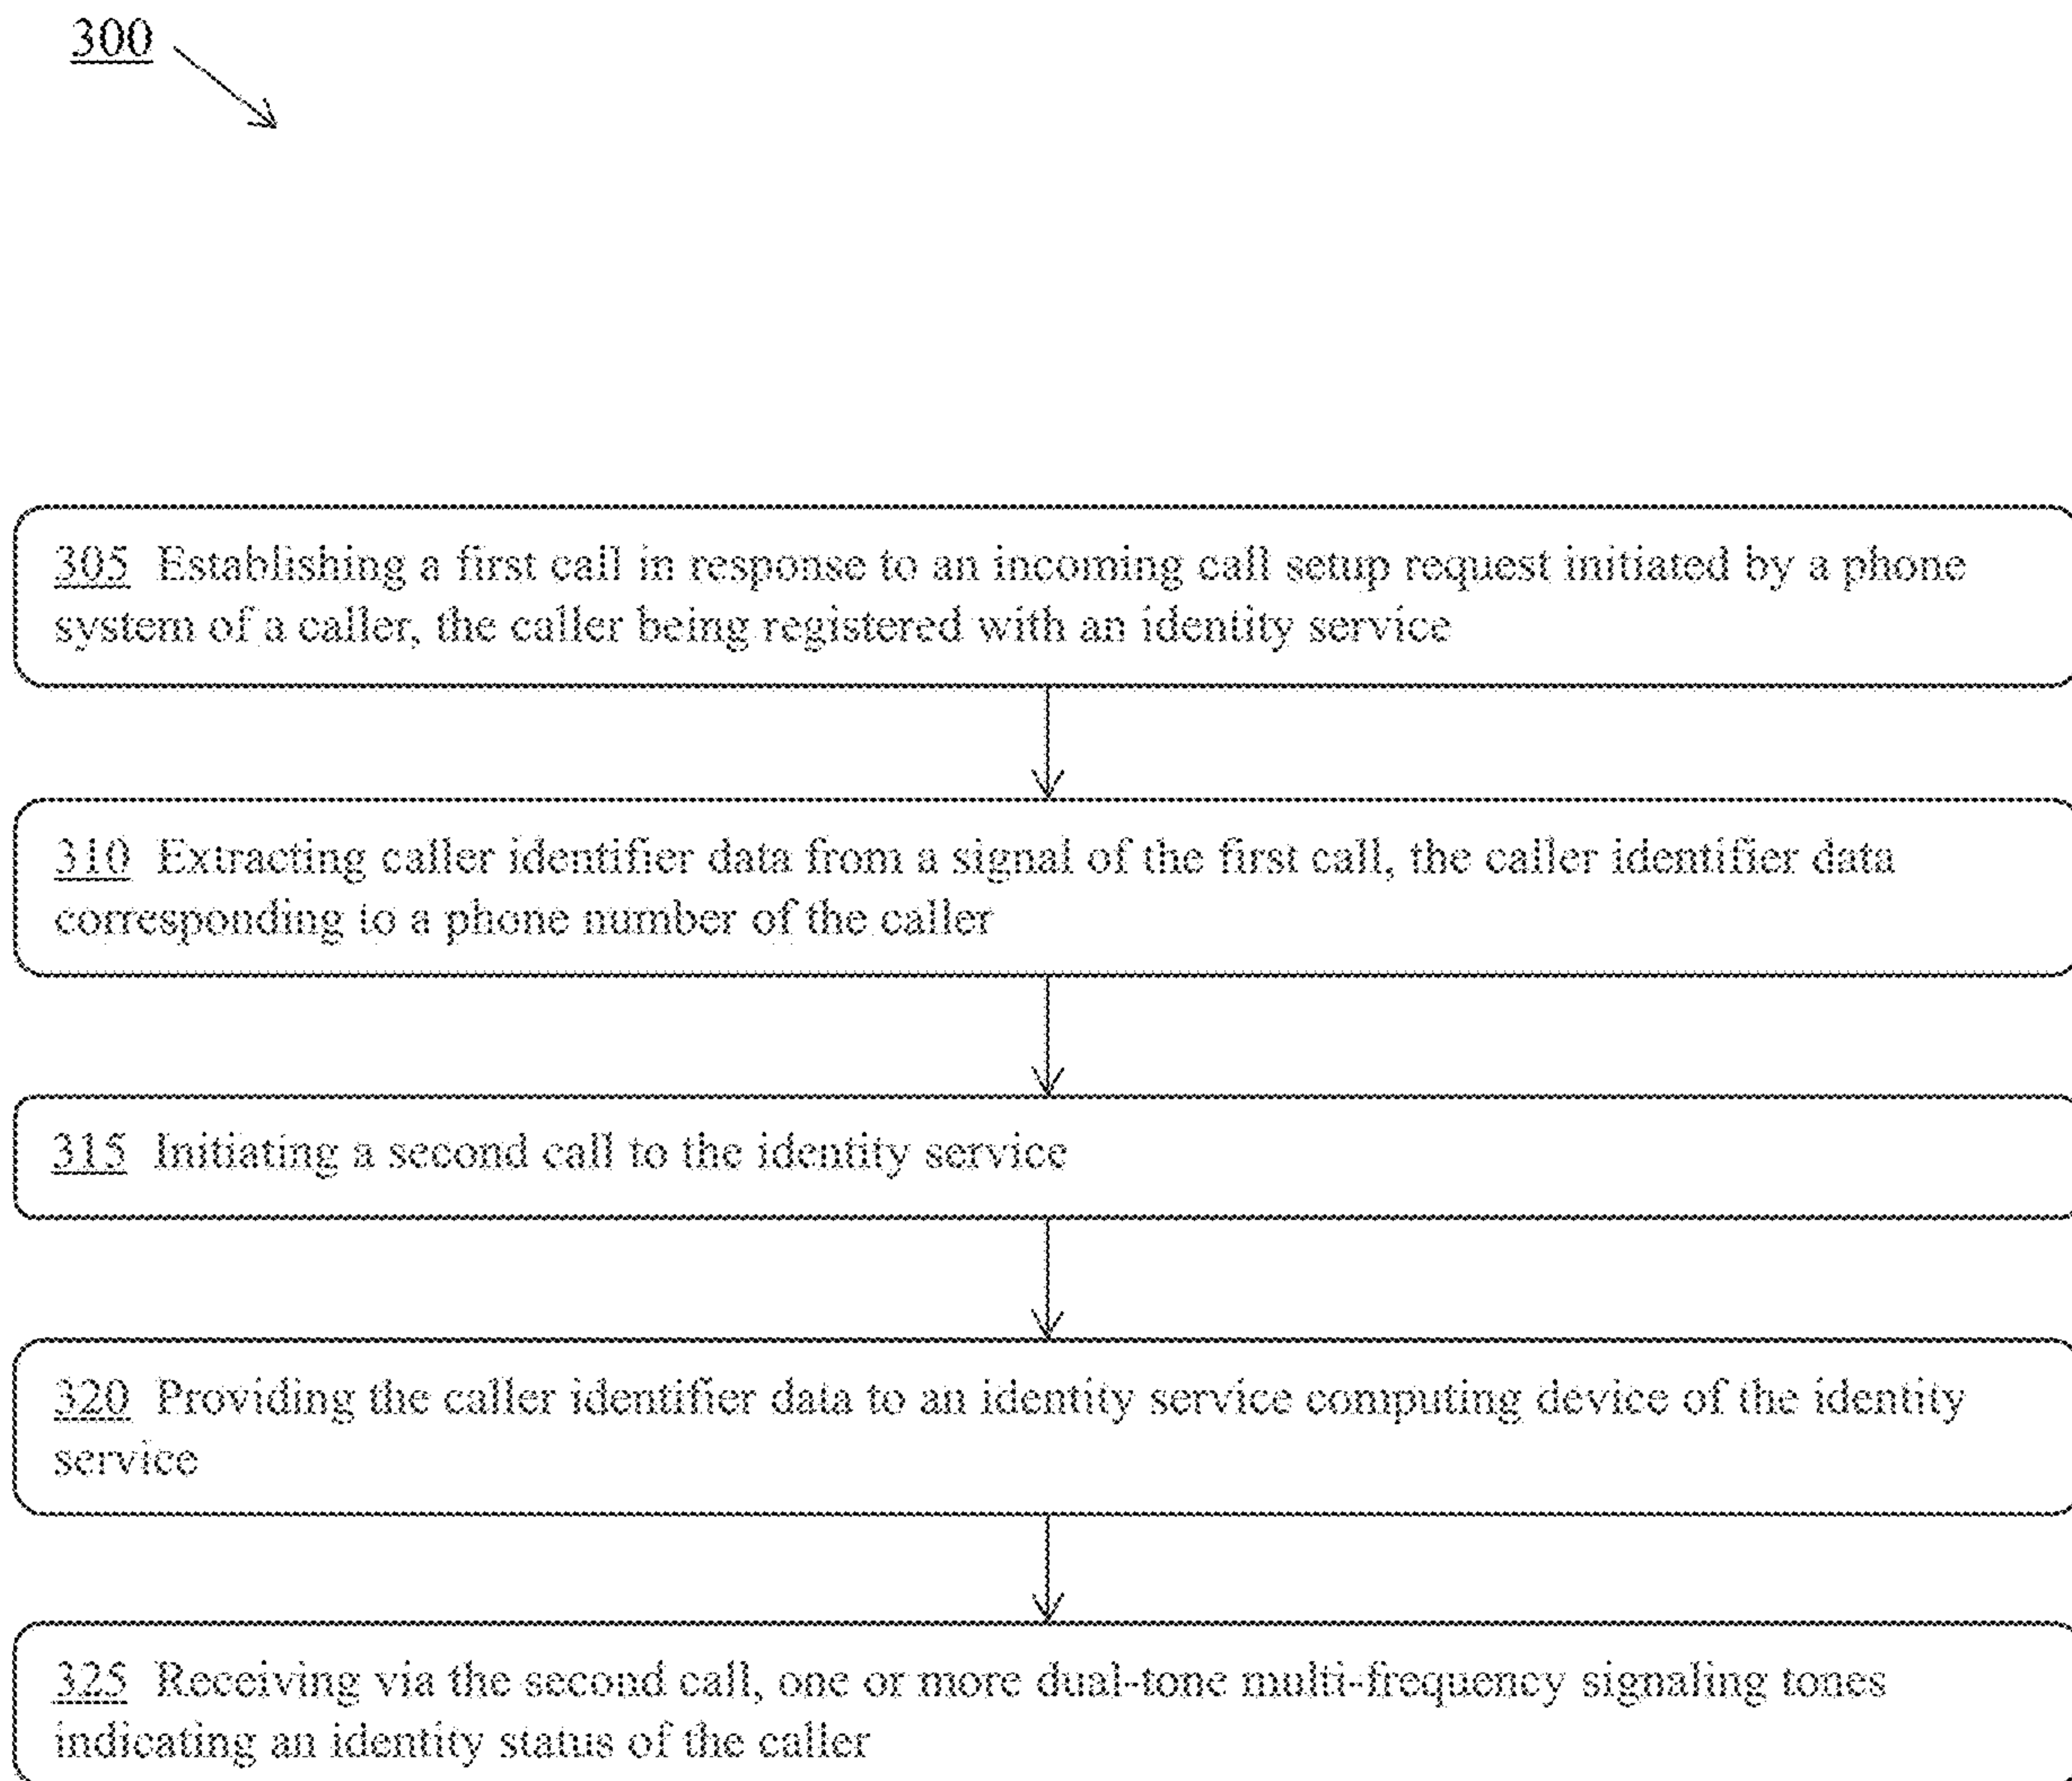 300
305 Establishing a first call in response to an incoming call setup request initiated by a phone
system of a caller, the caller being registered with an identity service
310 Extracting caller identifier data from a signal of the first call, the caller identifier data
corresponding to a phone number of the caller
315 Initiating a second call to the identity service
320 Providing the caller identifier data to an identity service computing device of the identity
service
325 Receiving via the second call, one or more dual-tone multi-frequency signaling tones
indicating an identity status of the caller